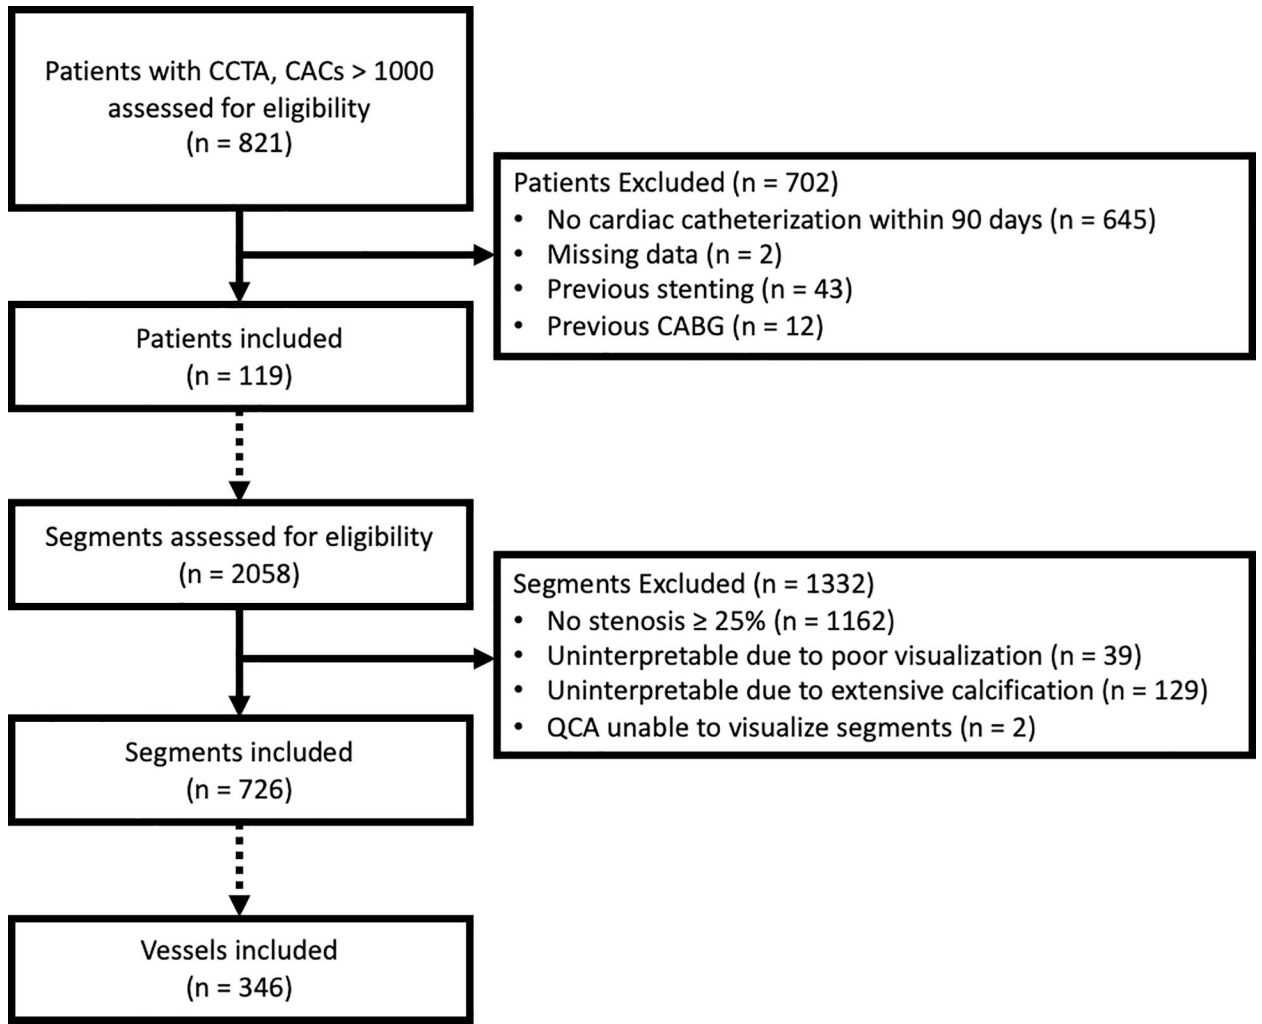 Patients with CCTA, CACs > 1000
assessed for eligibility
(n = 821)
Patients Excluded (n = 702)
• No cardiac catheterization within 90 days (n = 645)
• Missing data (n = 2)
• Previous stenting (n = 43)
• Previous CABG (n = 12)
Patients included
(n = 119)
Segments assessed for eligibility
(n = 2058)
Segments Excluded (n = 1332)
• No stenosis ≥ 25% (n = 1162)
• Uninterpretable due to poor visualization (n = 39)
• Uninterpretable due to extensive calcification (n = 129)
• QCA unable to visualize segments (n = 2)
Segments included
(n = 726)
Vessels included
(n = 346)